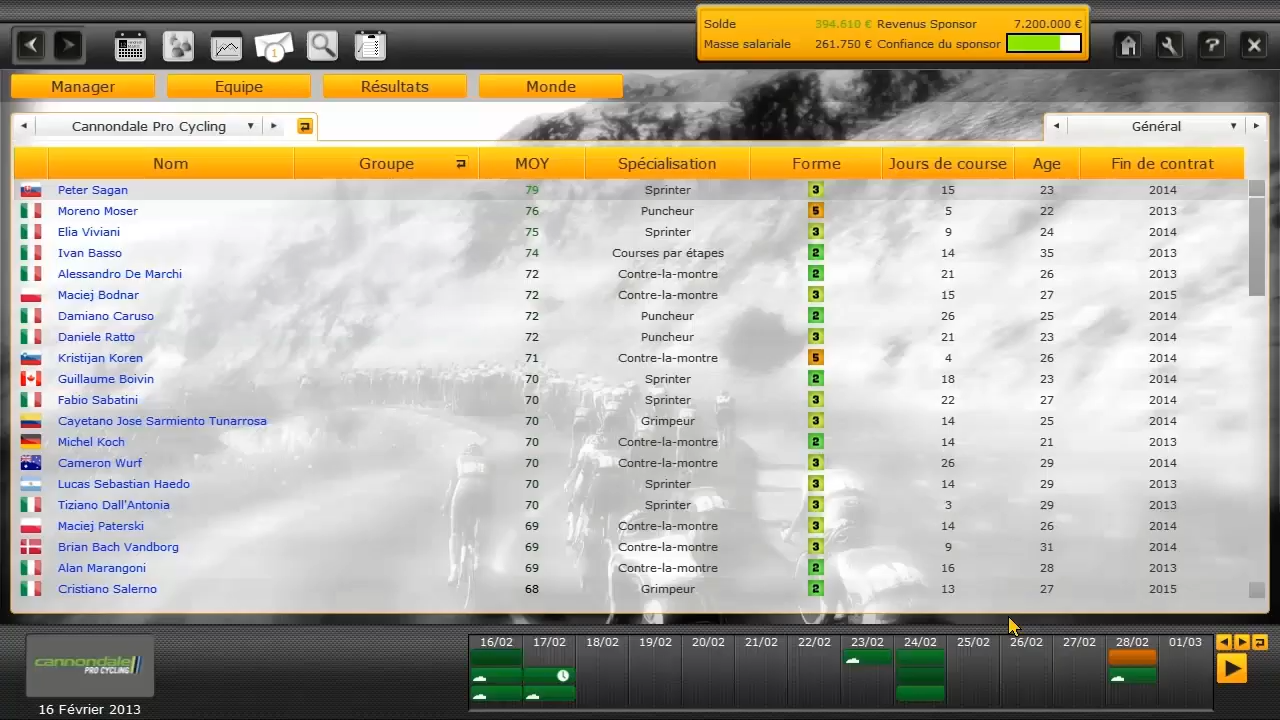 Solde 394.610 € Revenus Sponsor 7.200.000 €
Masse salariale 261.750 € Confiance du sponsor
1
Manager Equipe Résultats Monde
Cannondale Pro Cycling Général
Nom Groupe MOY Spécialisation Forme Jours de course Age Fin de contrat
Peter Sagan 79 Sprinter 3 15 23 2014
Moreno Moser 76 Puncheur 5 5 22 2013
Elia Viviani 75 Sprinter 3 9 24 2014
Ivan Basso 74 Courses par étapes 2 14 35 2013
Alessandro De Marchi 72 Contre-la-montre 2 21 26 2013
Maciej Bodnar 72 Contre-la-montre 3 15 27 2015
Damiano Caruso 72 Puncheur 2 26 25 2014
Daniele Ratto 72 Puncheur 3 21 23 2014
Kristijan Koren 71 Contre-la-montre 5 4 26 2014
Guillaume Boivin 70 Sprinter 2 18 23 2014
Fabio Sabatini 70 Sprinter 3 22 27 2014
Cayetano Jose Sarmiento Tunarrosa 70 Grimpeur 3 14 25 2014
Michel Koch 70 Contre-la-montre 2 14 21 2013
Cameron Wurf 70 Contre-la-montre 3 26 29 2014
Lucas Sebastian Haedo 70 Sprinter 3 14 29 2013
Tiziano Dall'Antonia 70 Sprinter 3 3 29 2013
Maciej Paterski 69 Contre-la-montre 3 14 26 2014
Brian Bach Vandborg 69 Contre-la-montre 3 9 31 2014
Alan Marangoni 69 Contre-la-montre 2 16 28 2013
Cristiano Salerno 68 Grimpeur 2 13 27 2015
16/02 17/02 18/02 19/02 20/02 21/02 22/02 23/02 24/02 25/02 26/02 27/02 28/02 01/03
cannondale
PRO CYCLING
16 Février 2013